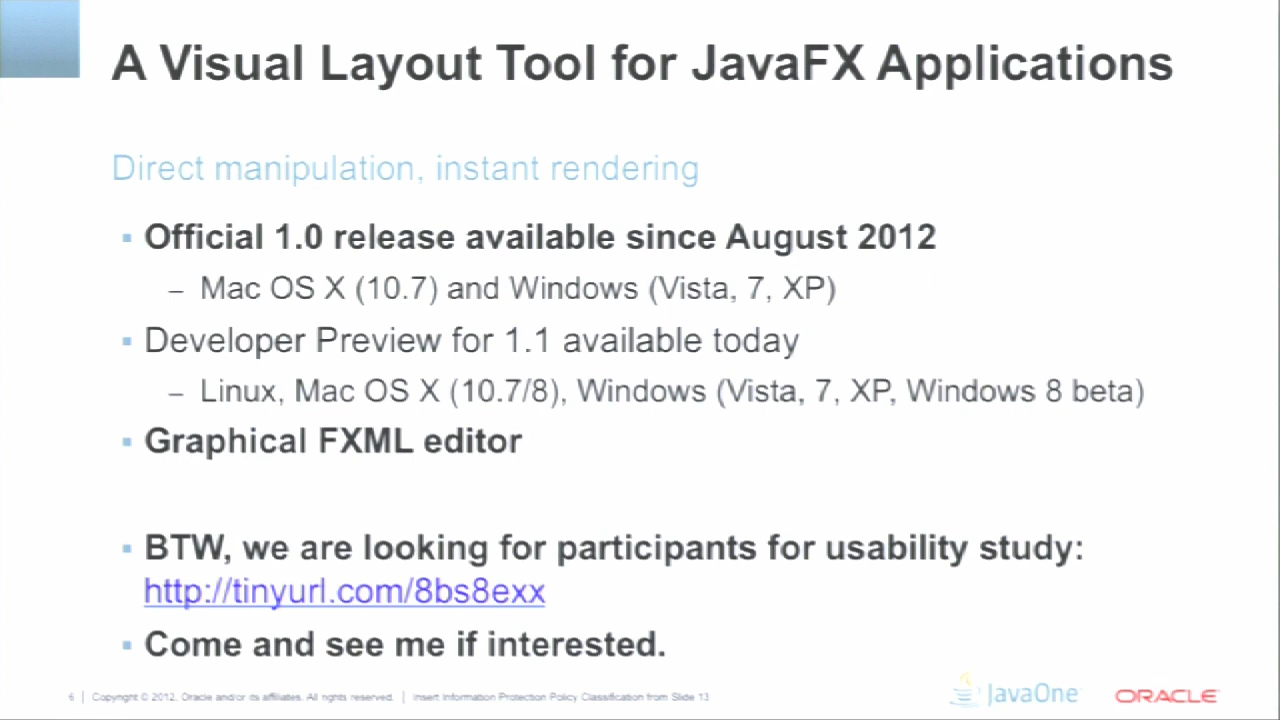 A Visual Layout Tool for JavaFX Applications
Direct manipulation, instant rendering
▪ Official 1.0 release available since August 2012
– Mac OS X (10.7) and Windows (Vista, 7, XP)
▪ Developer Preview for 1.1 available today
– Linux, Mac OS X (10.7/8), Windows (Vista, 7, XP, Windows 8 beta)
▪ Graphical FXML editor
▪ BTW, we are looking for participants for usability study:
http://tinyurl.com/8bs8exx
▪ Come and see me if interested.
6 | Copyright © 2012, Oracle and/or its affiliates. All rights reserved. | Insert Information Protection Policy Classification from Slide 13
JavaOne
ORACLE